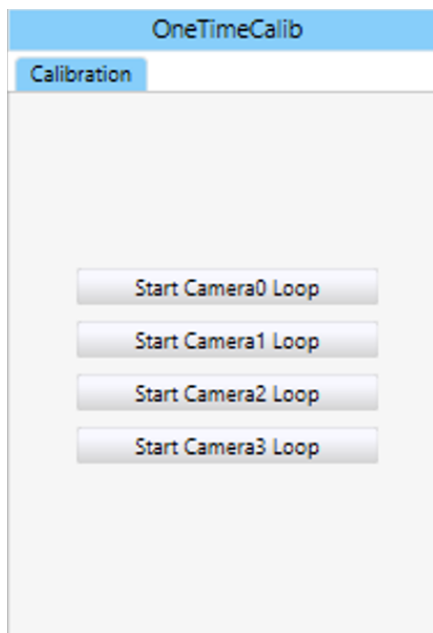 OneTimeCalib
Calibration
Start Camera0 Loop
Start Camera1 Loop
Start Camera2 Loop
Start Camera3 Loop